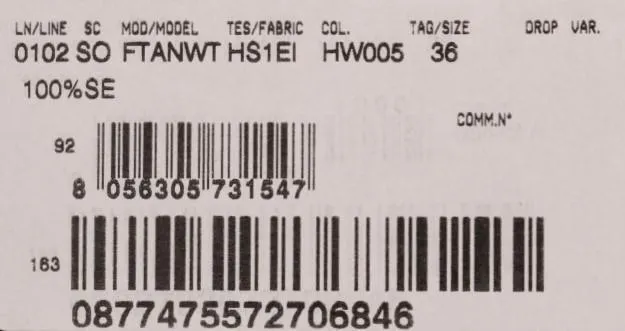 LN/LINE SC MOD/MODEL TES/FABRIC COL. TAG/SIZE DROP VAR.
0102 SO FTANWT HS1EI HW005 36
100%SE
COMM.N°
92
8 056305 731547
163
0877475572706846